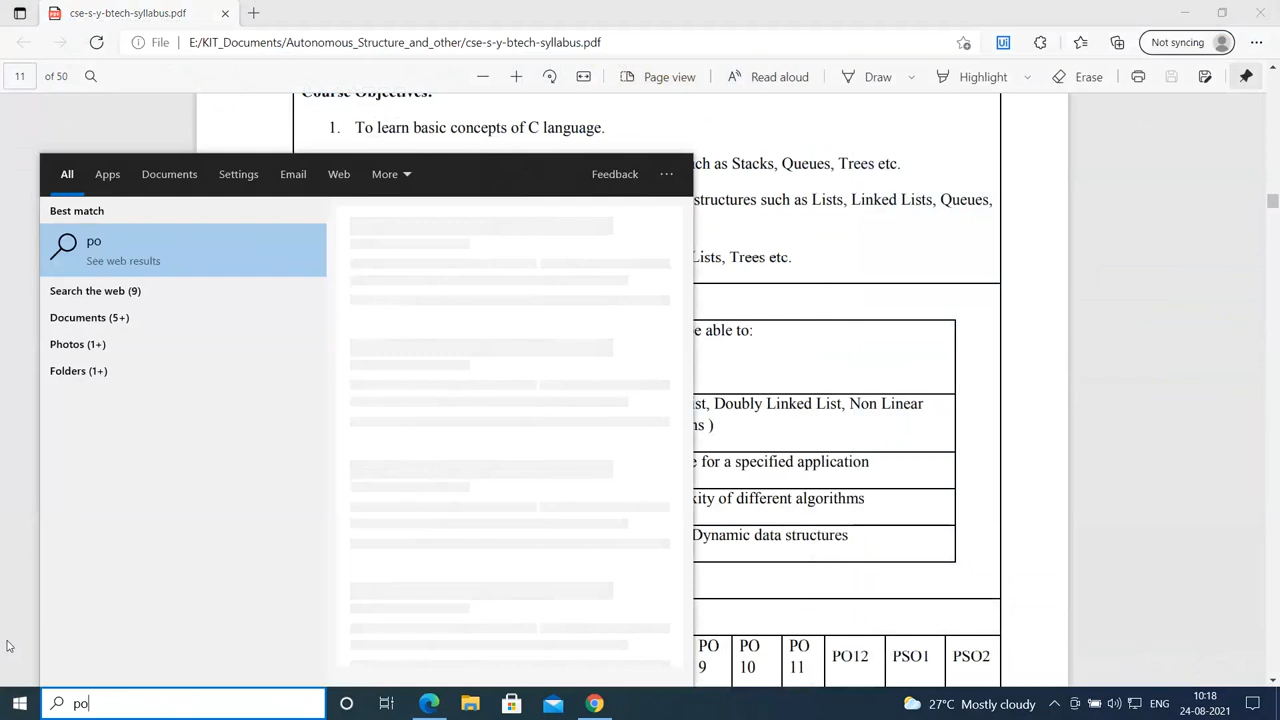 cse-s-y-btech-syllabus.pdf
File E:/KIT_Documents/Autonomous_Structure_and_other/cse-s-y-btech-syllabus.pdf Not syncing
11 of 50 Page view Read aloud Draw Highlight Erase
Course Objectives:
1. To learn basic concepts of C language.
ch as Stacks, Queues, Trees etc.
structures such as Lists, Linked Lists, Queues,
Lists, Trees etc.
e able to:
st, Doubly Linked List, Non Linear
ns )
e for a specified application
xity of different algorithms
Dynamic data structures
PO 9 PO 10 PO 11 PO12 PSO1 PSO2
All Apps Documents Settings Email Web More Feedback
Best match
po
See web results
Search the web (9)
Documents (5+)
Photos (1+)
Folders (1+)
po
27°C Mostly cloudy ENG 10:18
24-08-2021